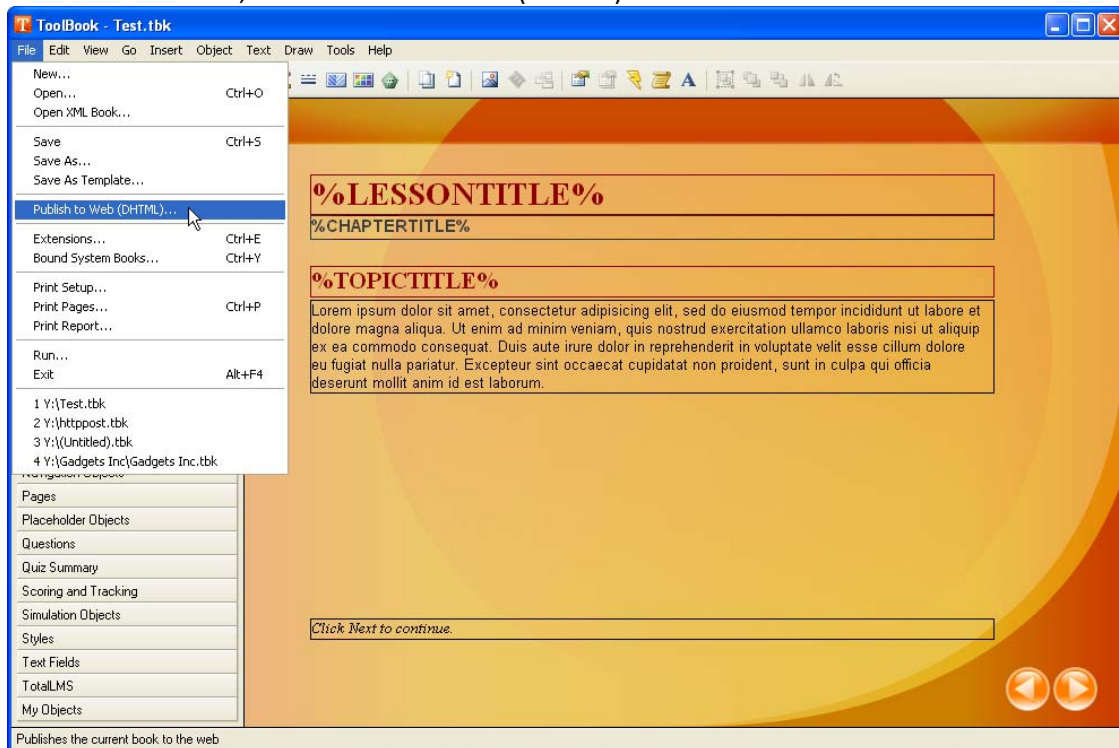 ToolBook - Test.tbk
File Edit View Go Insert Object Text Draw Tools Help
New...
Open... Ctrl+O
Open XML Book...
Save Ctrl+S
Save As...
Save As Template...
Publish to Web (DHTML)...
Extensions... Ctrl+E
Bound System Books... Ctrl+Y
Print Setup...
Print Pages... Ctrl+P
Print Report...
Run...
Exit Alt+F4
1 Y:\Test.tbk
2 Y:\httppost.tbk
3 Y:\(Untitled).tbk
4 Y:\Gadgets Inc\Gadgets Inc.tbk
Pages
Placeholder Objects
Questions
Quiz Summary
Scoring and Tracking
Simulation Objects
Styles
Text Fields
TotalLMS
My Objects
%LESSONTITLE%
%CHAPTERTITLE%
%TOPICTITLE%
Lorem ipsum dolor sit amet, consectetur adipisicing elit, sed do eiusmod tempor incididunt ut labore et
dolore magna aliqua. Ut enim ad minim veniam, quis nostrud exercitation ullamco laboris nisi ut aliquip
ex ea commodo consequat. Duis aute irure dolor in reprehenderit in voluptate velit esse cillum dolore
eu fugiat nulla pariatur. Excepteur sint occaecat cupidatat non proident, sunt in culpa qui officia
deserunt mollit anim id est laborum.
Click Next to continue.
Publishes the current book to the web